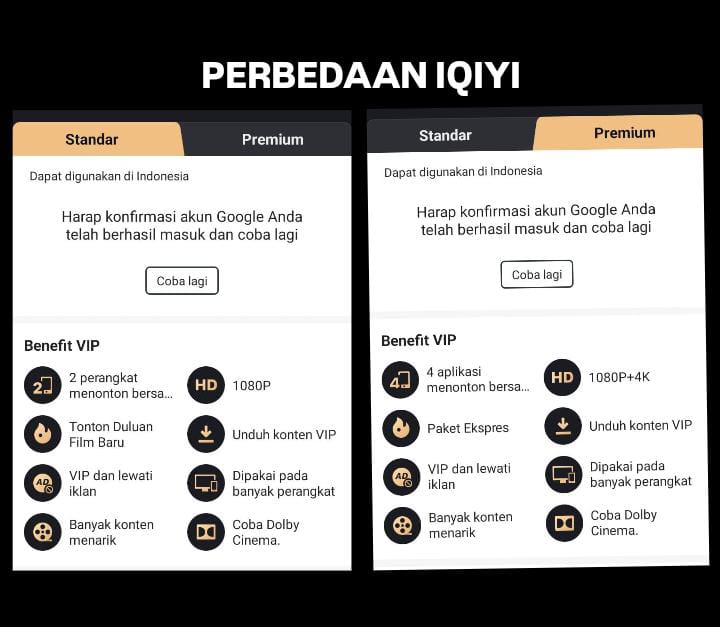 PERBEDAAN IQIYI
Standar
Premium
Dapat digunakan di Indonesia
Harap konfirmasi akun Google Anda
telah berhasil masuk dan coba lagi
Coba lagi
Benefit VIP
2
2 perangkat
menonton bersa...
HD
1080P
Tonton Duluan
Film Baru
Unduh konten VIP
AD
VIP dan lewati
iklan
Dipakai pada
banyak perangkat
Banyak konten
menarik
Coba Dolby
Cinema.
Standar
Premium
Dapat digunakan di Indonesia
Harap konfirmasi akun Google Anda
telah berhasil masuk dan coba lagi
Coba lagi
Benefit VIP
4
4 aplikasi
menonton bersa...
HD
1080P+4K
Paket Ekspres
Unduh konten VIP
AD
VIP dan lewati
iklan
Dipakai pada
banyak perangkat
Banyak konten
menarik
Coba Dolby
Cinema.